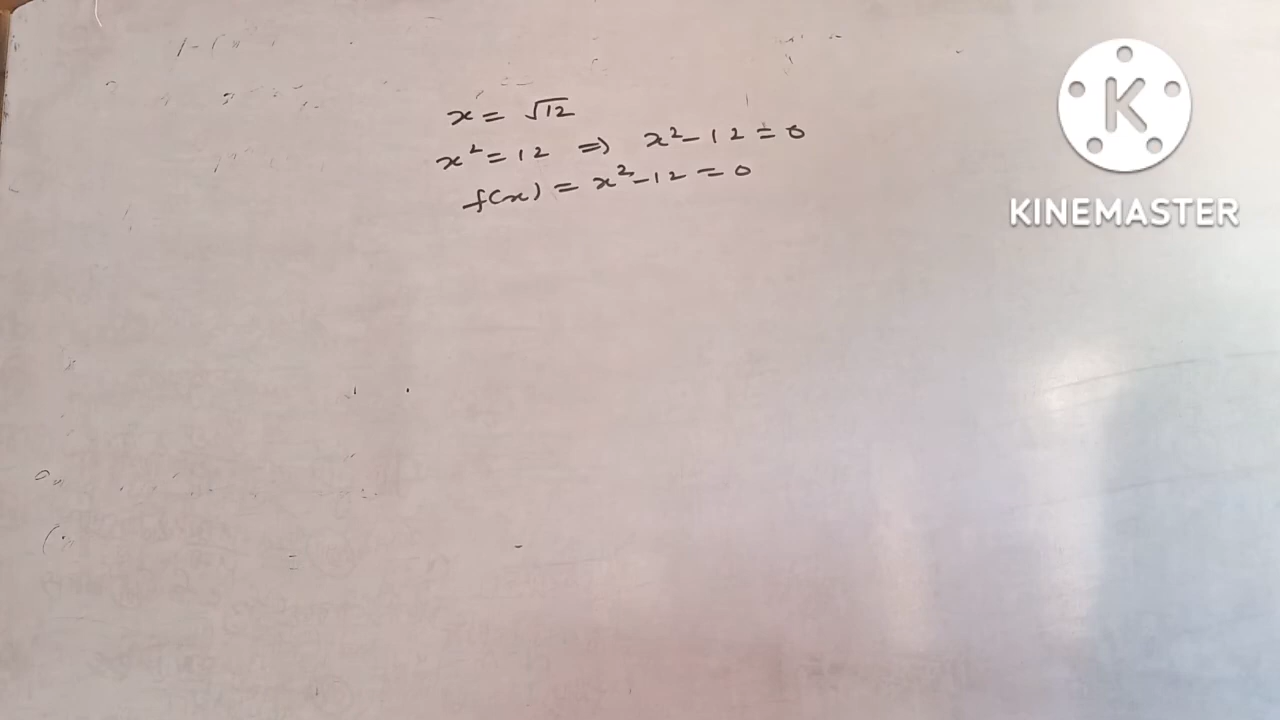 x = √12
x² = 12 ⇒ x² - 12 = 0
f(x) = x² - 12 = 0
K
KINEMASTER